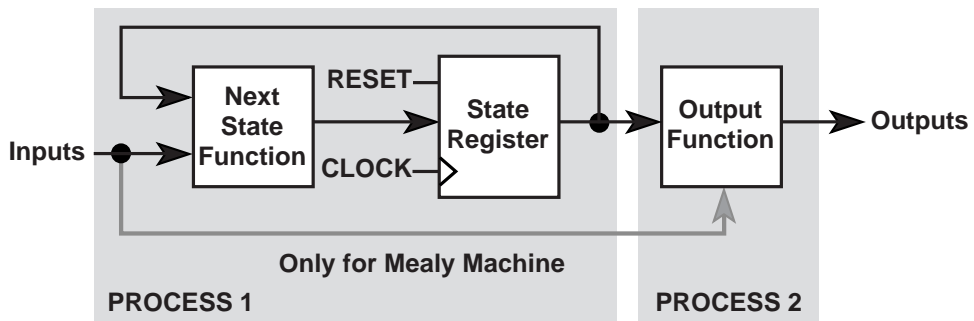 RESET
Next
State
Function
State
Register
Output
Function
Outputs
Inputs
CLOCK
Only for Mealy Machine
PROCESS 1
PROCESS 2